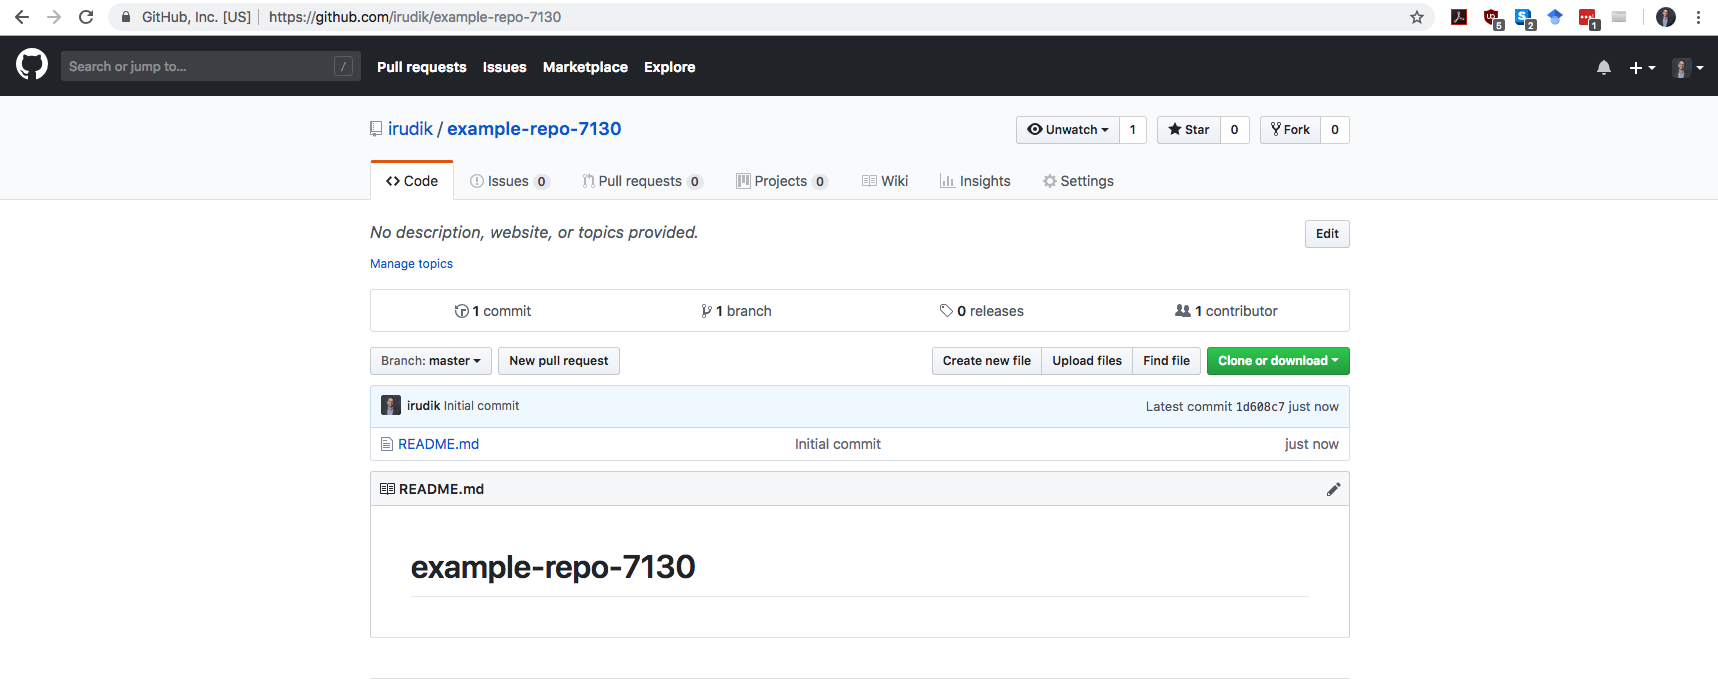 GitHub, Inc. [US] | https://github.com/irudik/example-repo-7130
5 2 1
Search or jump to... / Pull requests Issues Marketplace Explore
irudik / example-repo-7130 Unwatch 1 Star 0 Fork 0
Code Issues 0 Pull requests 0 Projects 0 Wiki Insights Settings
No description, website, or topics provided. Edit
Manage topics
1 commit 1 branch 0 releases 1 contributor
Branch: master New pull request Create new file Upload files Find file Clone or download
irudik Initial commit Latest commit 1d608c7 just now
README.md Initial commit just now
README.md
example-repo-7130